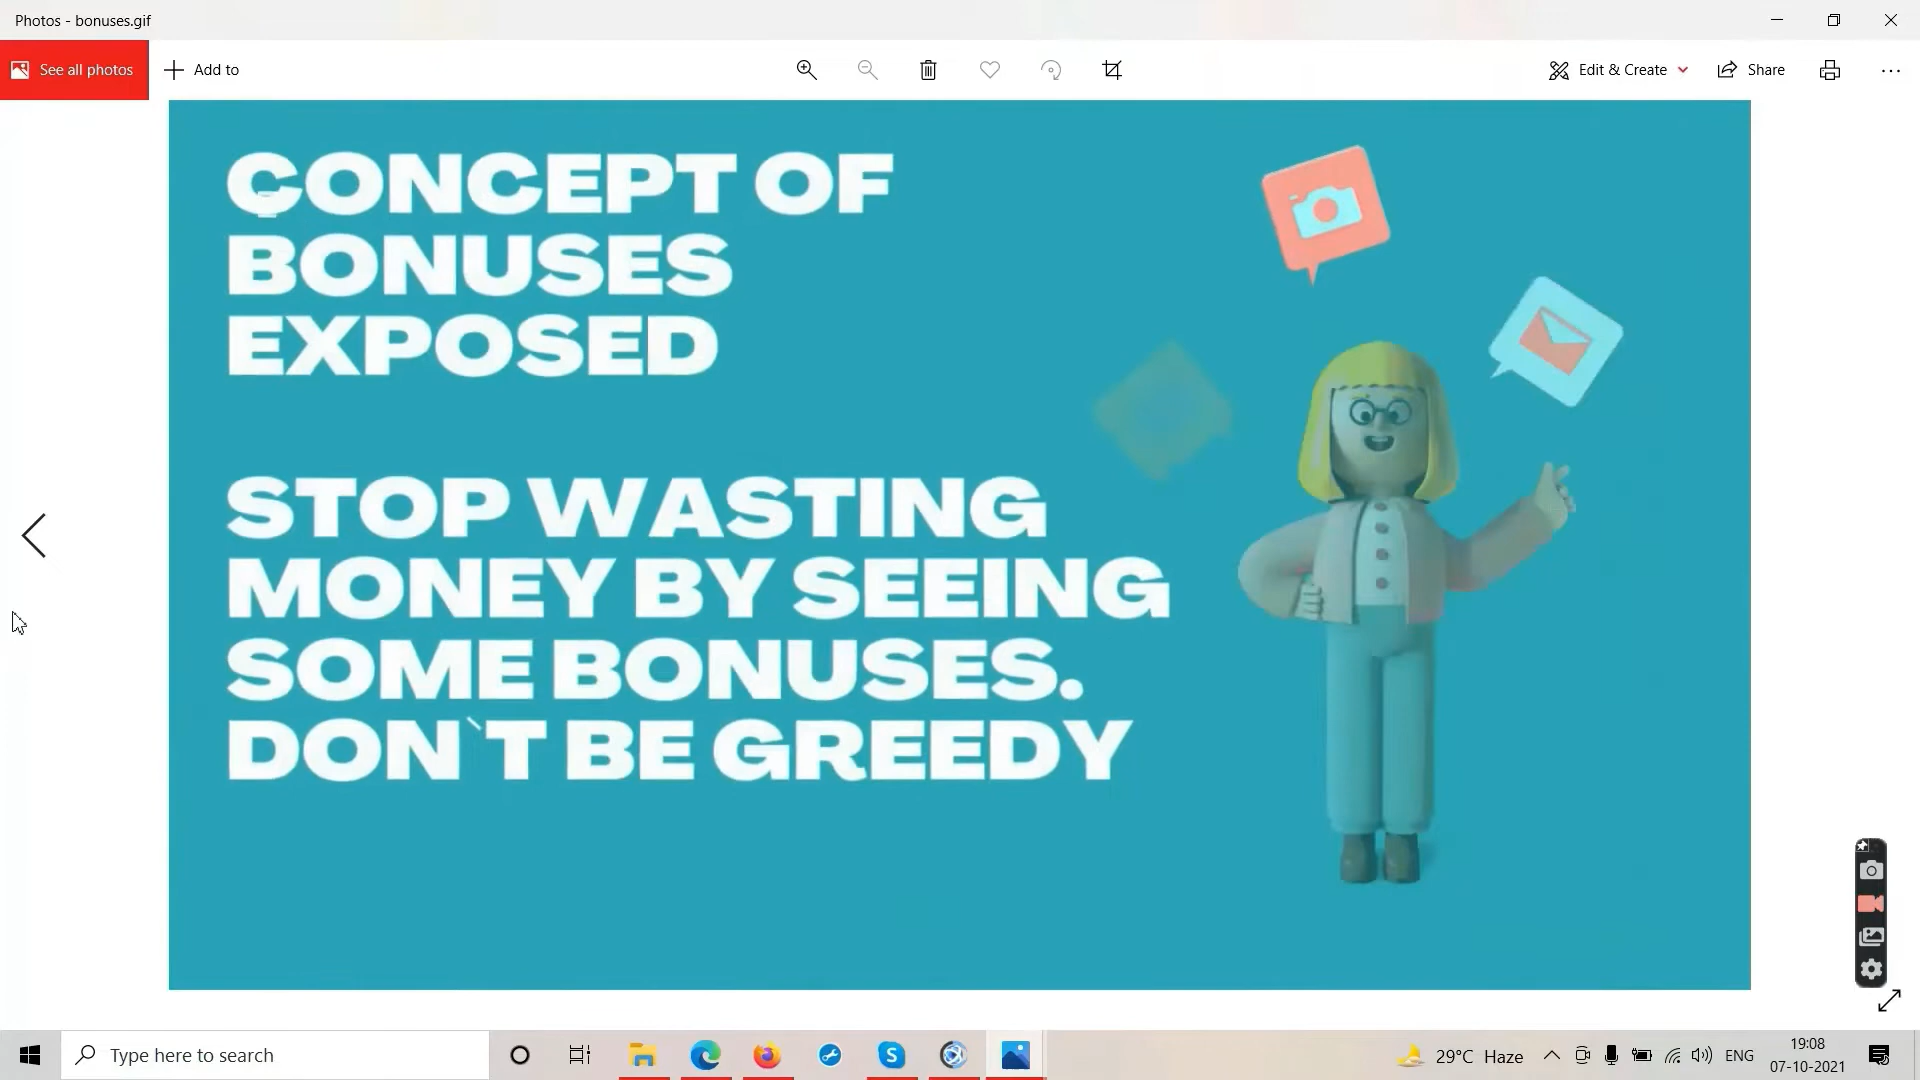 Photos - bonuses.gif
See all photos
Add to
Edit & Create
Share
CONCEPT OF
BONUSES
EXPOSED
STOP WASTING
MONEY BY SEEING
SOME BONUSES.
DON`T BE GREEDY
Type here to search
29°C Haze
ENG
19:08
07-10-2021